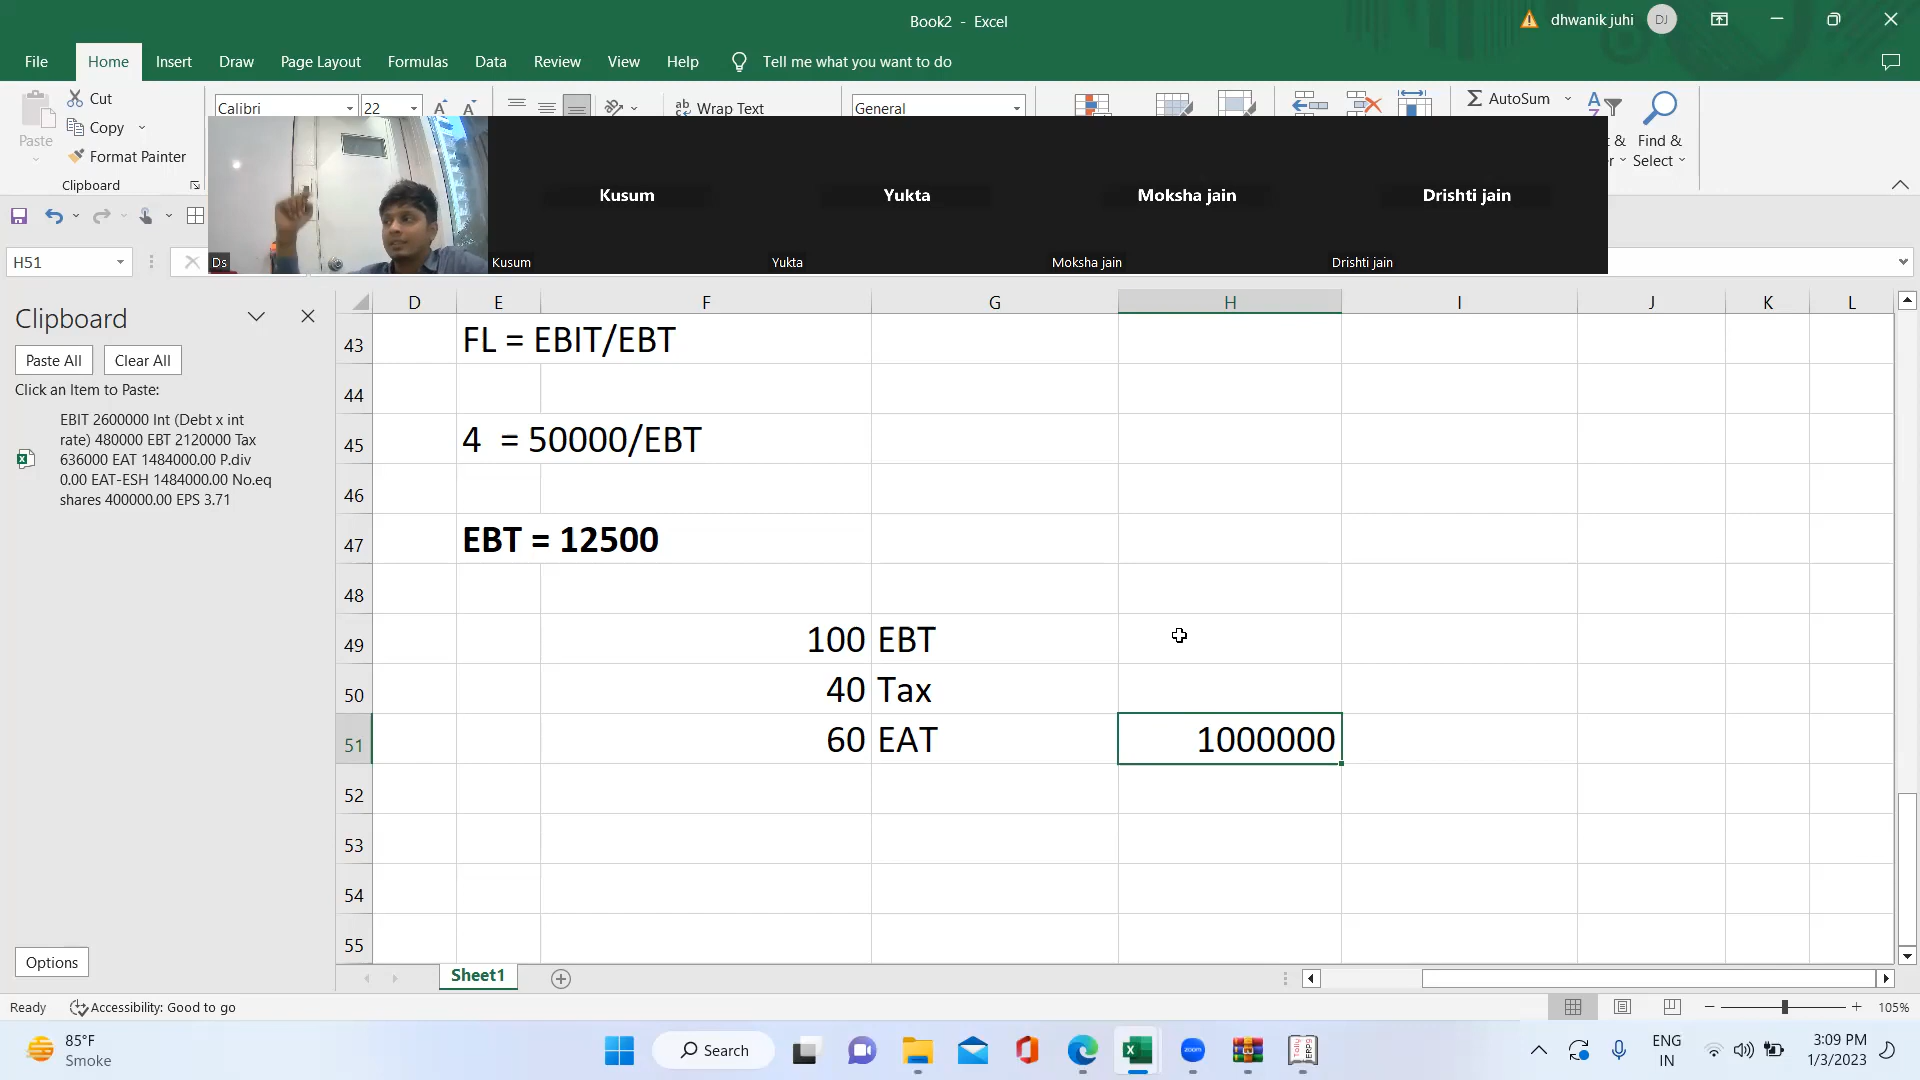 Book2 - Excel
dhwanik juhi
DJ
File Home Insert Draw Page Layout Formulas Data Review View Help Tell me what you want to do
Cut
Copy
Format Painter
Paste
Clipboard
Calibri 22
Wrap Text
General
AutoSum
Find &
Select
&
Ds
Kusum
Yukta
Moksha jain
Drishti jain
Kusum
Yukta
Moksha jain
Drishti jain
H51
Clipboard
Paste All Clear All
Click an Item to Paste:
EBIT 2600000 Int (Debt x int
rate) 480000 EBT 2120000 Tax
636000 EAT 1484000.00 P.div
0.00 EAT-ESH 1484000.00 No.eq
shares 400000.00 EPS 3.71
Options
D E F G H I J K L
43 FL = EBIT/EBT
44
45 4 = 50000/EBT
46
47 EBT = 12500
48
49 100 EBT
50 40 Tax
51 60 EAT 1000000
52
53
54
55
Sheet1
Ready Accessibility: Good to go
105%
85°F
Smoke
Search
zoom
ENG
IN
3:09 PM
1/3/2023